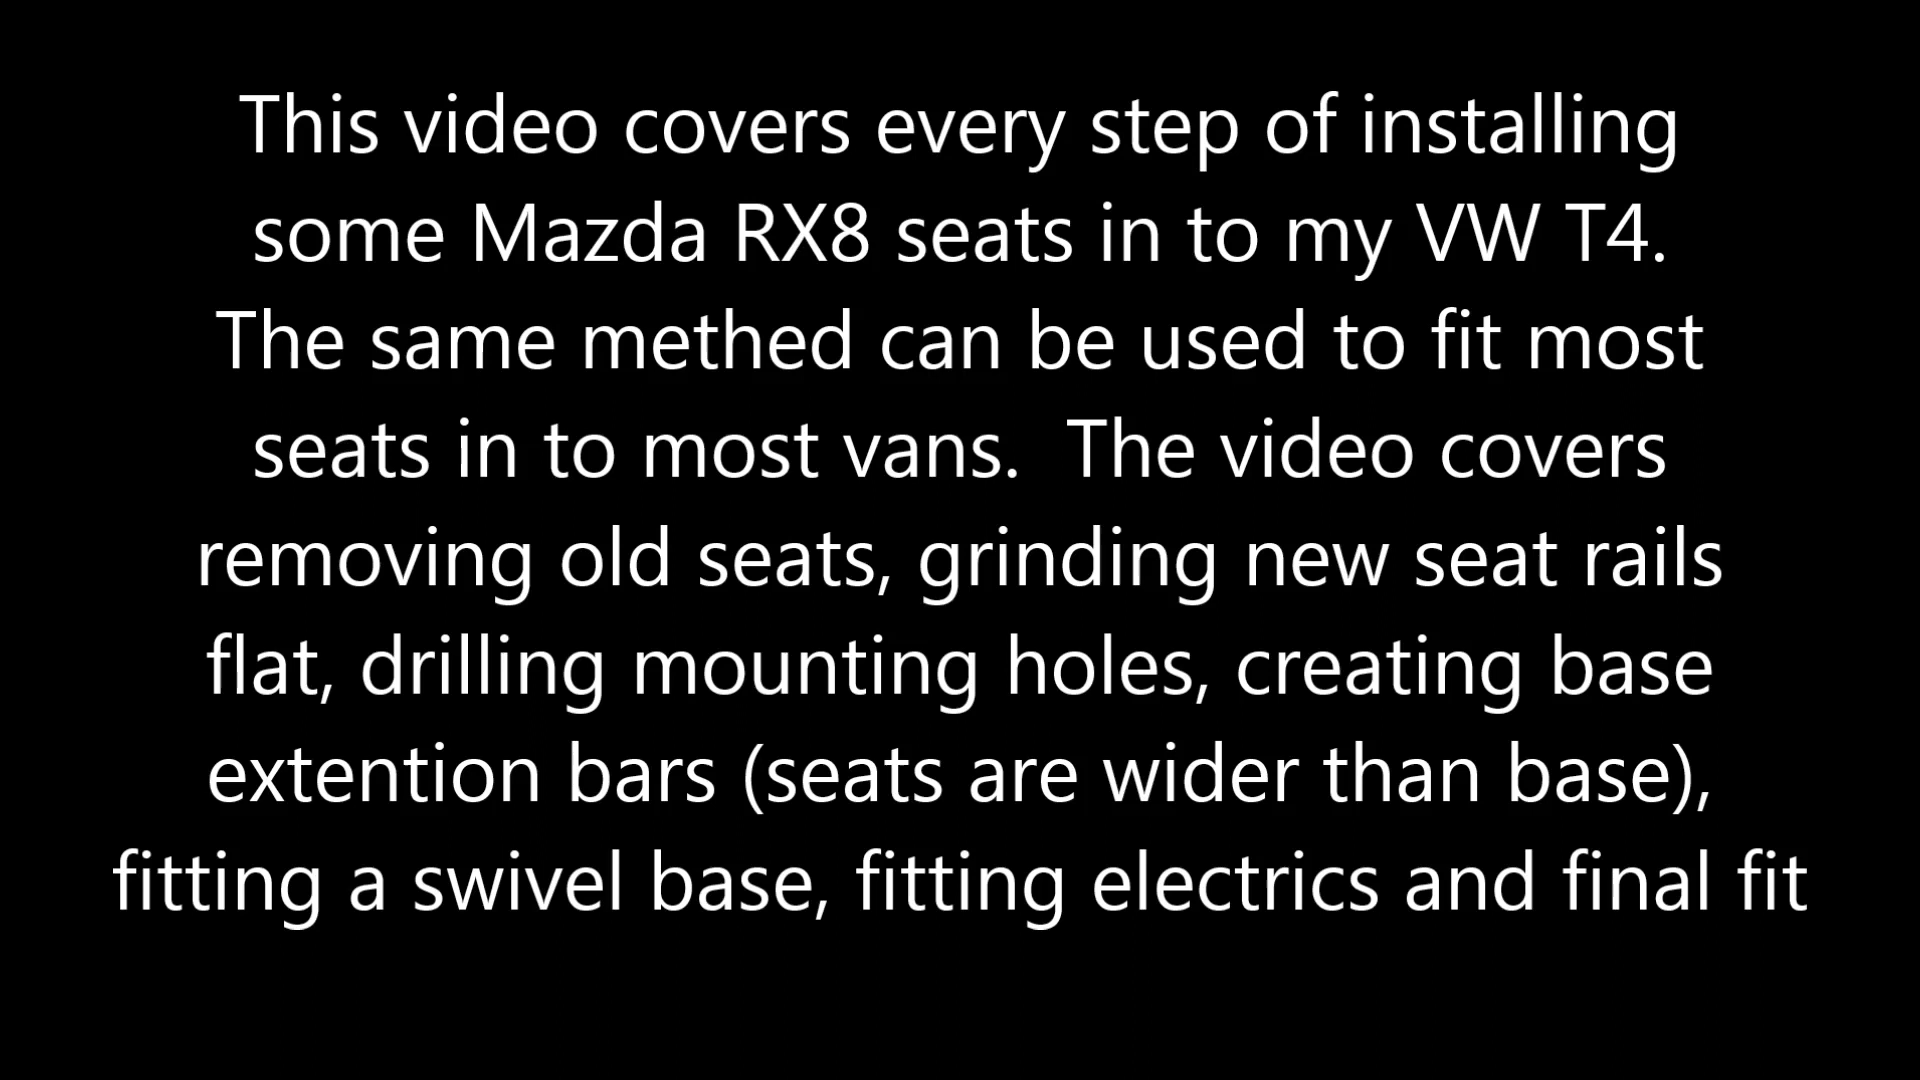 This video covers every step of installing
some Mazda RX8 seats in to my VW T4.
The same methed can be used to fit most
seats in to most vans.  The video covers
removing old seats, grinding new seat rails
flat, drilling mounting holes, creating base
extention bars (seats are wider than base),
fitting a swivel base, fitting electrics and final fit